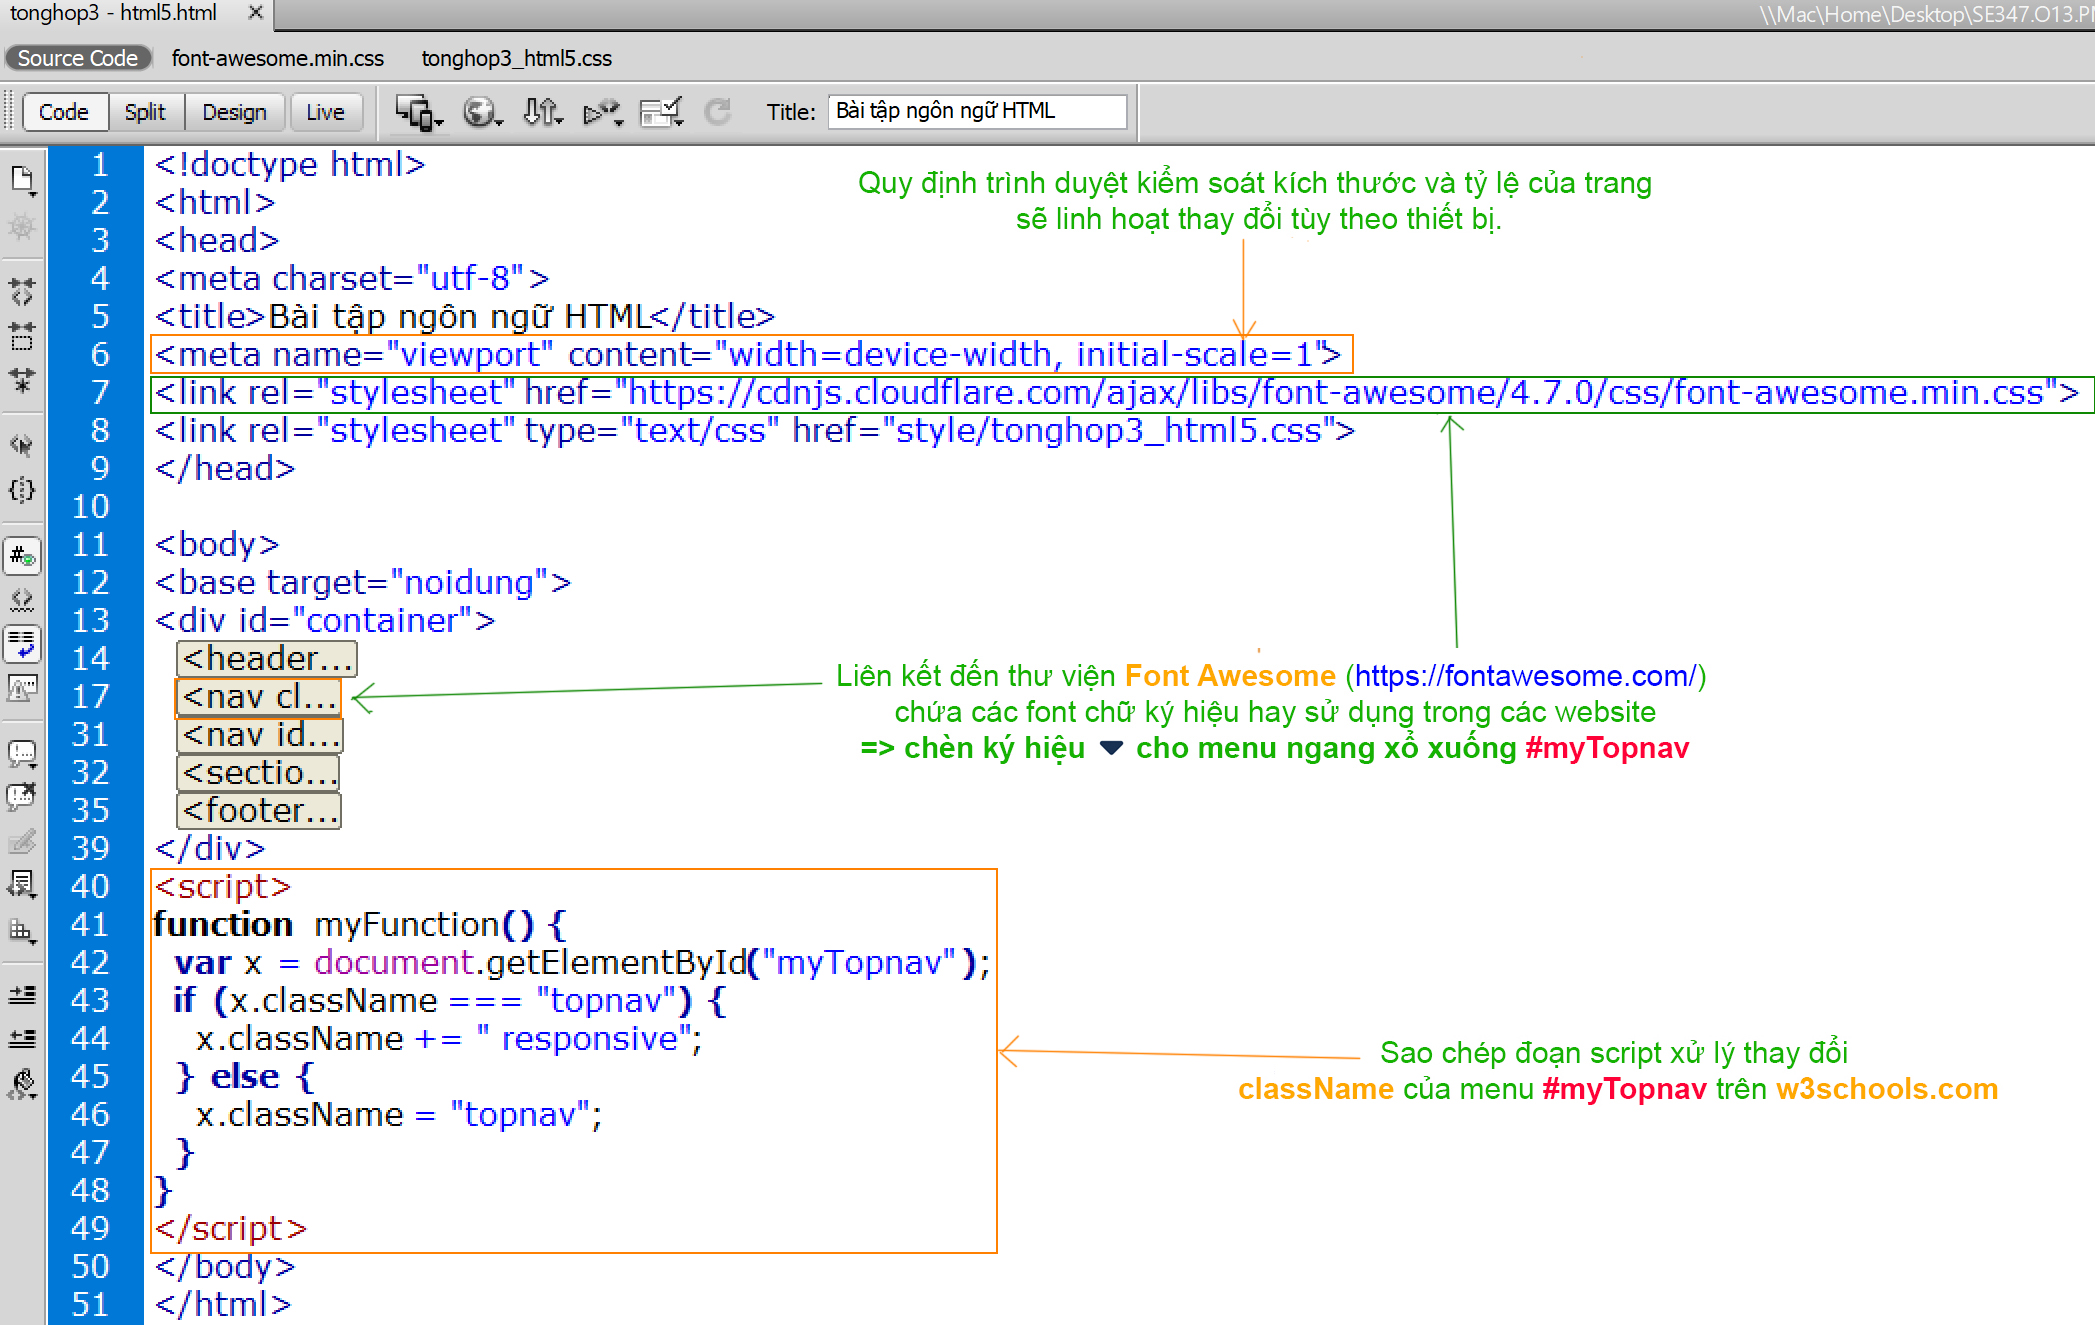 tonghop3 - html5.html ×
\\Mac\Home\Desktop\SE347.O13.P
Source Code font-awesome.min.css tonghop3_html5.css
Code Split Design Live Title: Bài tập ngôn ngữ HTML
1 <!doctype html>
Quy định trình duyệt kiểm soát kích thước và tỷ lệ của trang
2 <html>
sẽ linh hoạt thay đổi tùy theo thiết bị.
3 <head>
4 <meta charset="utf-8">
5 <title>Bài tập ngôn ngữ HTML</title>
6 <meta name="viewport" content="width=device-width, initial-scale=1">
7 <link rel="stylesheet" href="https://cdnjs.cloudflare.com/ajax/libs/font-awesome/4.7.0/css/font-awesome.min.css">
8 <link rel="stylesheet" type="text/css" href="style/tonghop3_html5.css">
9 </head>
10
11 <body>
12 <base target="noidung">
13 <div id="container">
14 <header...
17 <nav cl...
31 <nav id...
32 <sectio...
35 <footer...
Liên kết đến thư viện Font Awesome (https://fontawesome.com/)
chứa các font chữ ký hiệu hay sử dụng trong các website
=> chèn ký hiệu cho menu ngang xổ xuống #myTopnav
39 </div>
40 <script>
41 function myFunction() {
42 var x = document.getElementById("myTopnav");
43 if (x.className === "topnav") {
44 x.className += " responsive";
45 } else {
46 x.className = "topnav";
47 }
48 }
49 </script>
Sao chép đoạn script xử lý thay đổi
className của menu #myTopnav trên w3schools.com
50 </body>
51 </html>